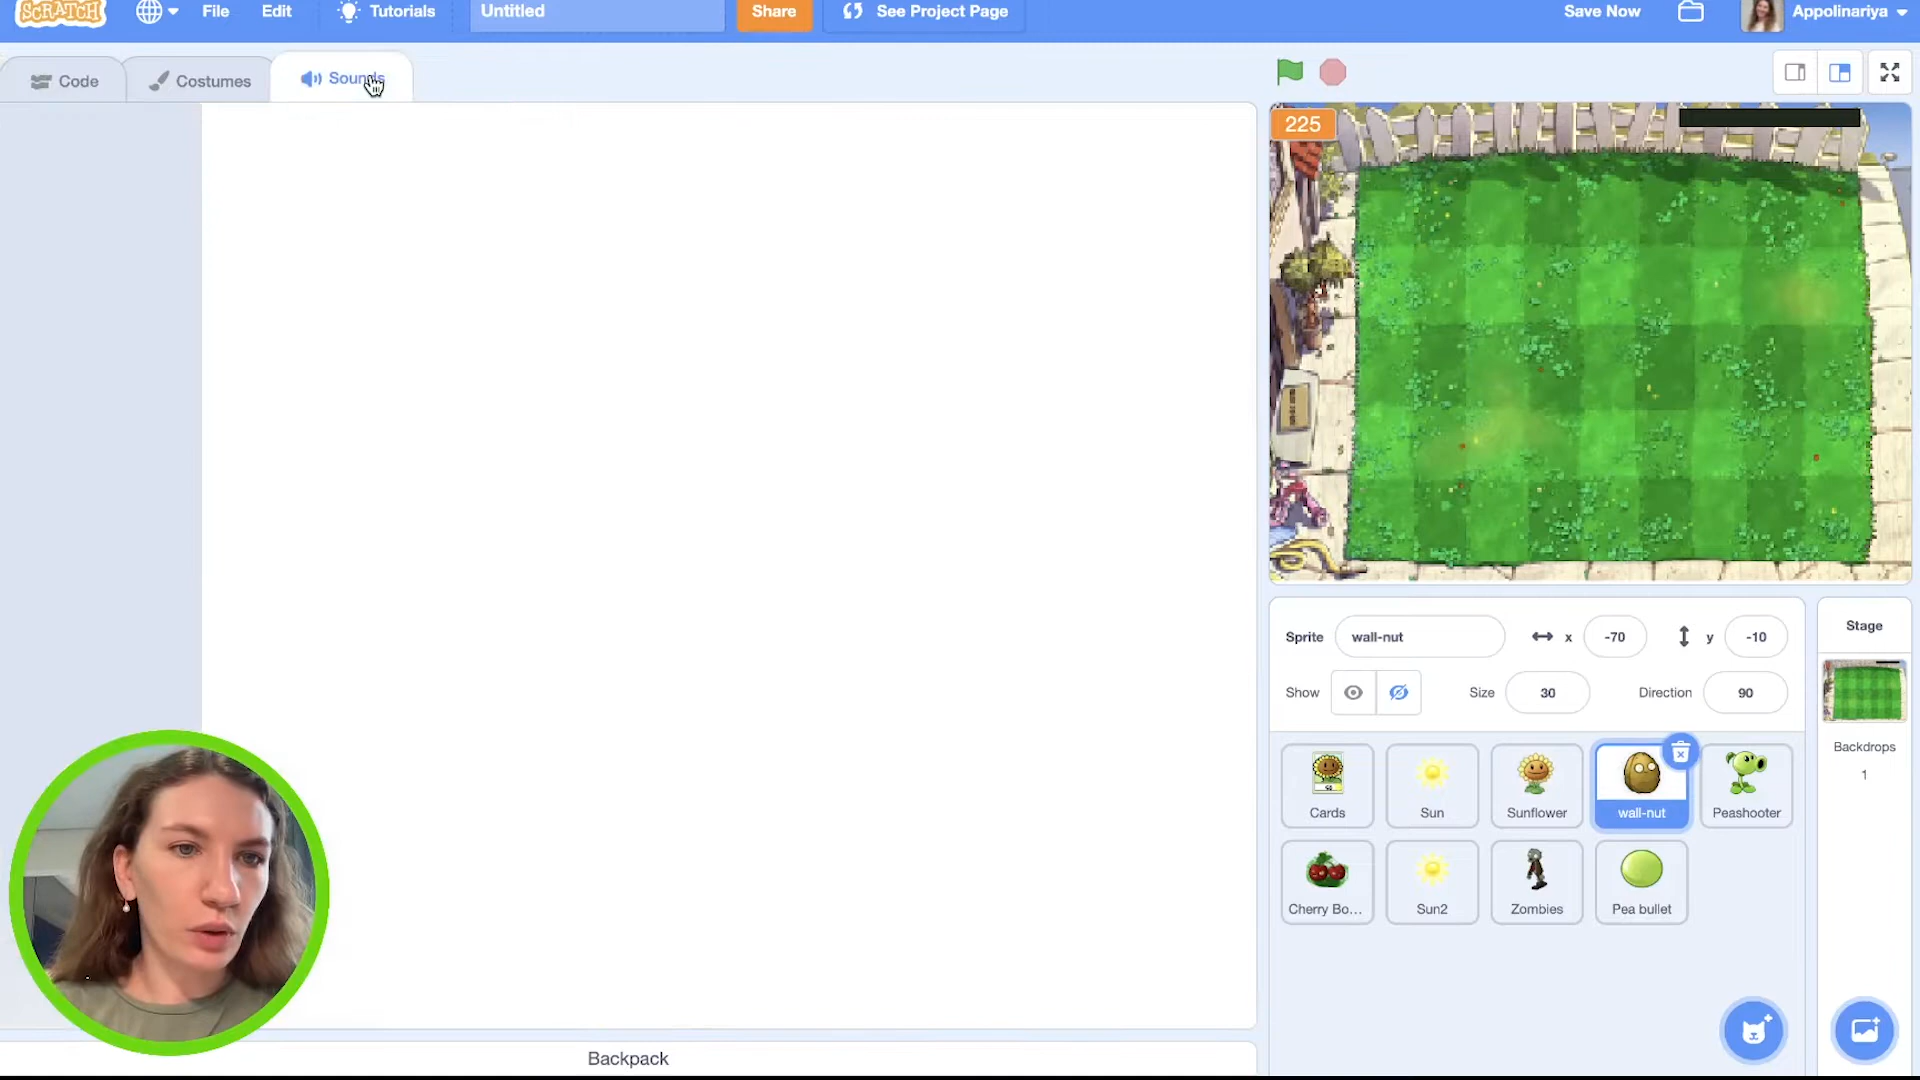 SCRATCH
File
Edit
Tutorials
Untitled
Share
See Project Page
Save Now
Appolinariya
Code
Costumes
Sounds
225
Sprite
wall-nut
x
-70
y
-10
Show
Size
30
Direction
90
Stage
Backdrops
1
Cards
Sun
Sunflower
wall-nut
Peashooter
Cherry Bo...
Sun2
Zombies
Pea bullet
Backpack